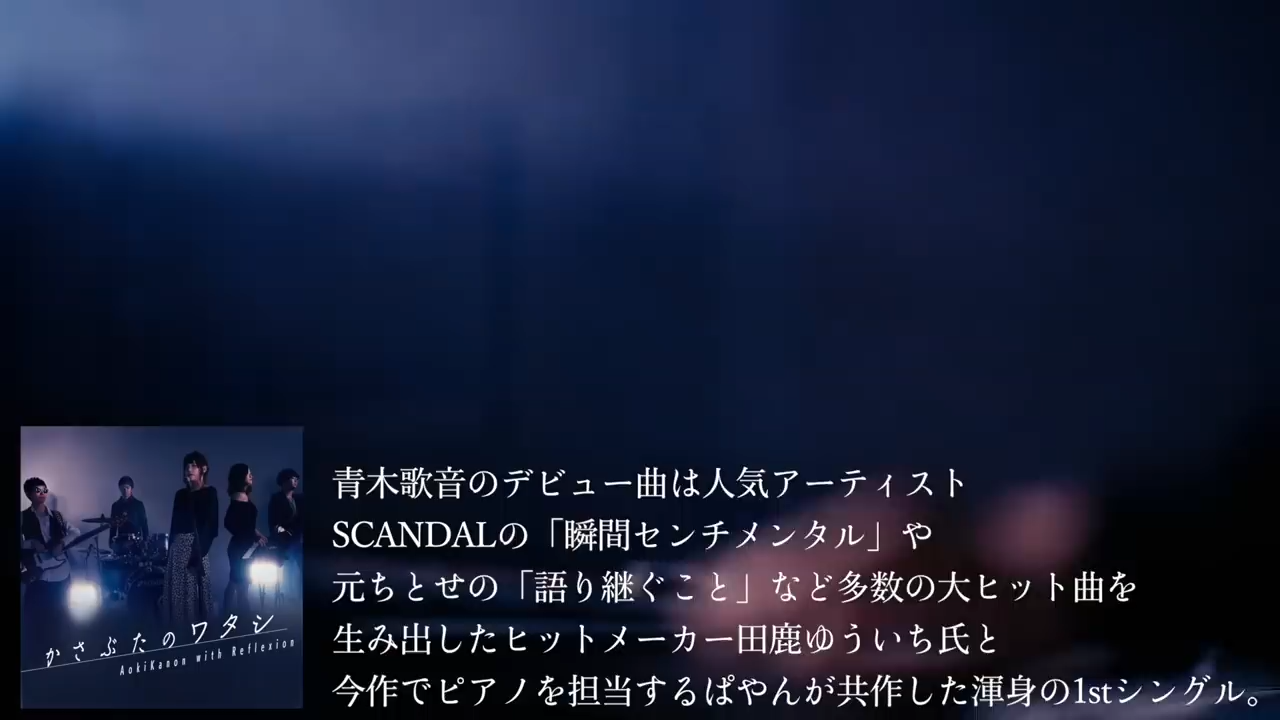 青木歌音のデビュー曲は人気アーティスト
SCANDALの「瞬間センチメンタル」や
元ちとせの「語り継ぐこと」など多数の大ヒット曲を
生み出したヒットメーカー田鹿ゆういち氏と
今作でピアノを担当するぱやんが共作した渾身の1stシングル。
かさぶたのワタシ
AokiKanon with Reflexion